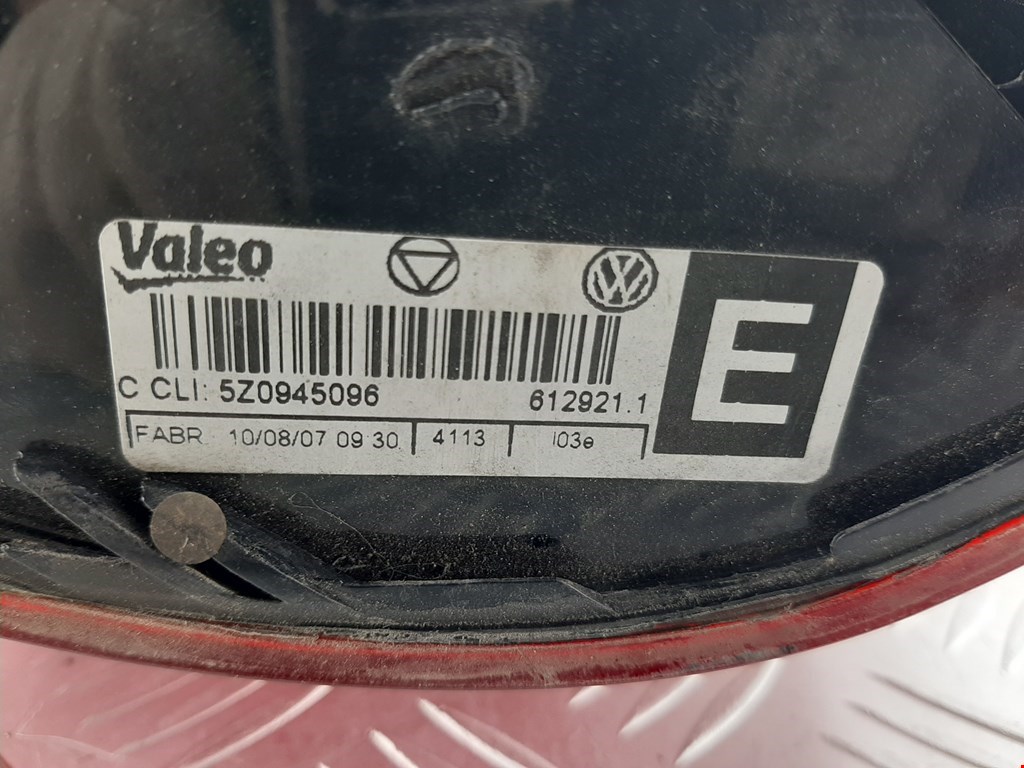 Valeo
C CLI: 5Z0945096 612921.1
FABR. 10/08/07 09 30 4113 I03e
E